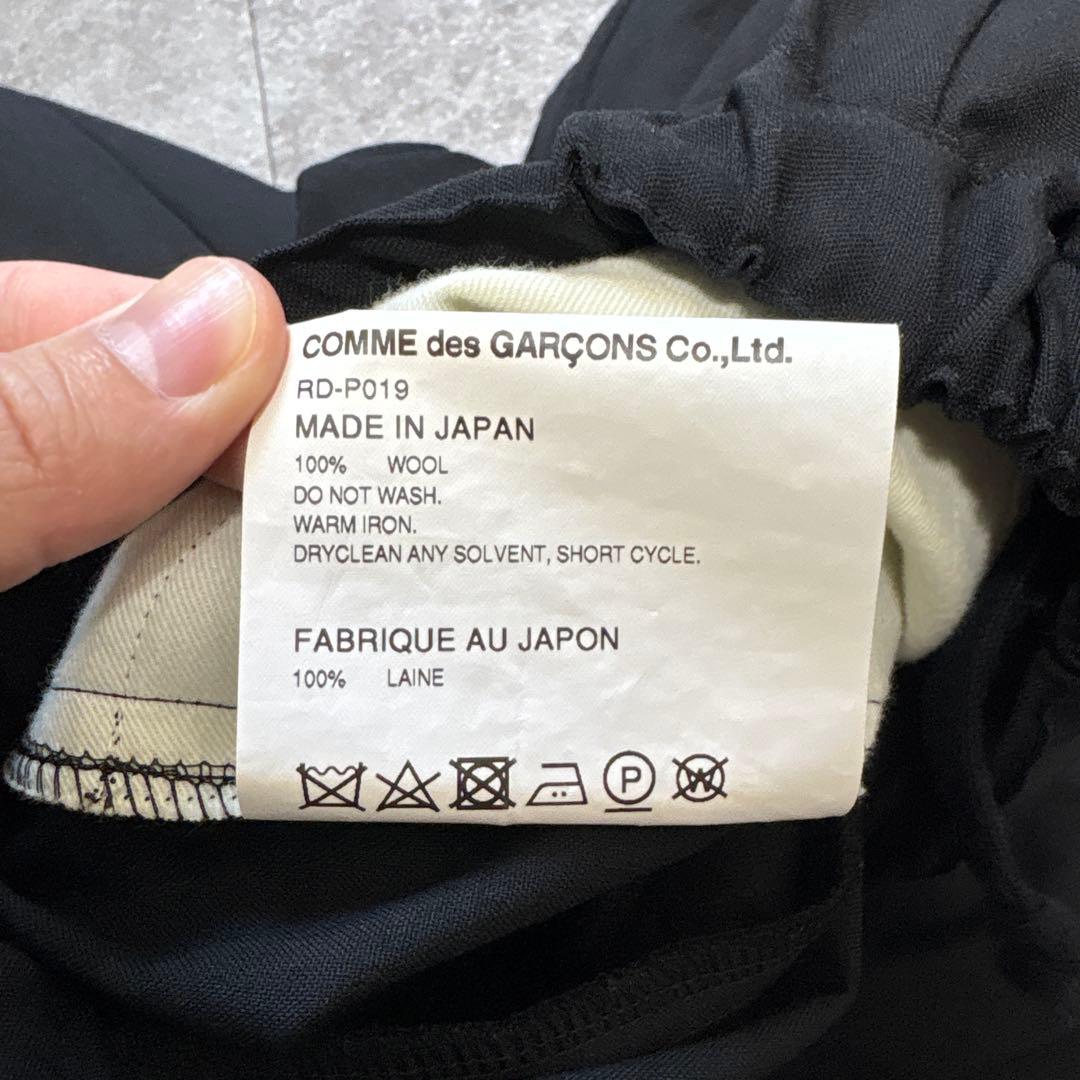 COMME des GARÇONS Co.,Ltd.
RD-P019
MADE IN JAPAN
100% WOOL
DO NOT WASH.
WARM IRON.
DRYCLEAN ANY SOLVENT, SHORT CYCLE.
FABRIQUE AU JAPON
100% LAINE
P W